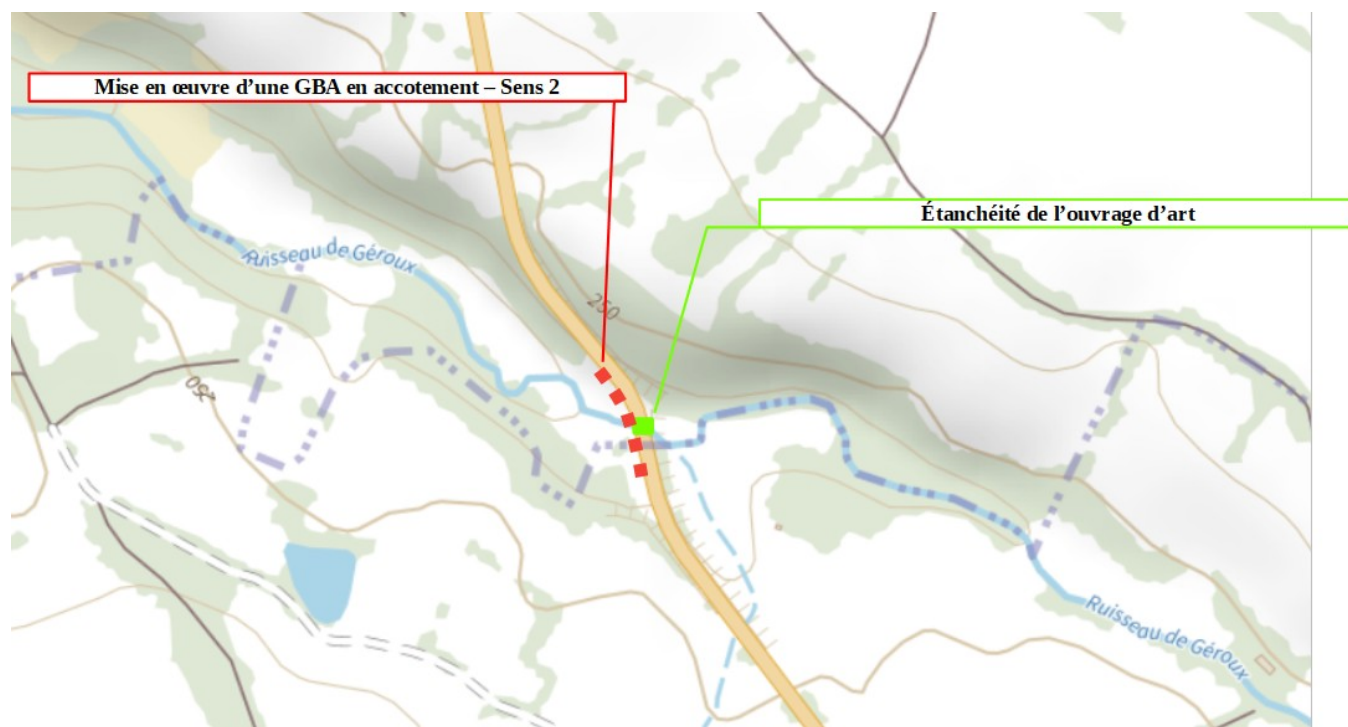 Mise en œuvre d’une GBA en accotement – Sens 2
Étanchéité de l’ouvrage d’art
Ruisseau de Géroux
250
250
Ruisseau de Géroux